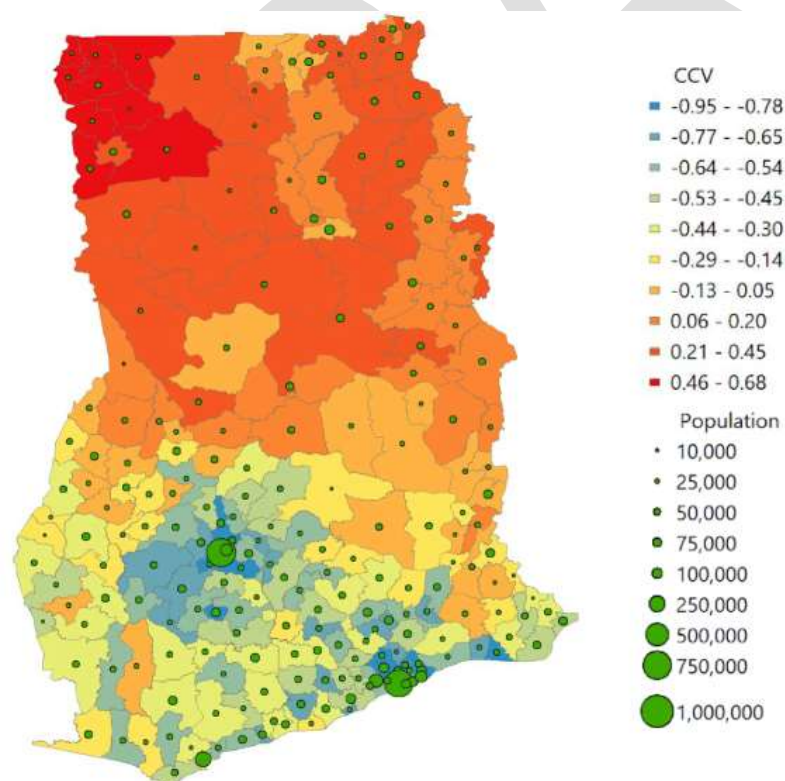 CCV
-0.95 - -0.78
-0.77 - -0.65
-0.64 - -0.54
-0.53 - -0.45
-0.44 - -0.30
-0.29 - -0.14
-0.13 - 0.05
0.06 - 0.20
0.21 - 0.45
0.46 - 0.68
Population
10,000
25,000
50,000
75,000
100,000
250,000
500,000
750,000
1,000,000